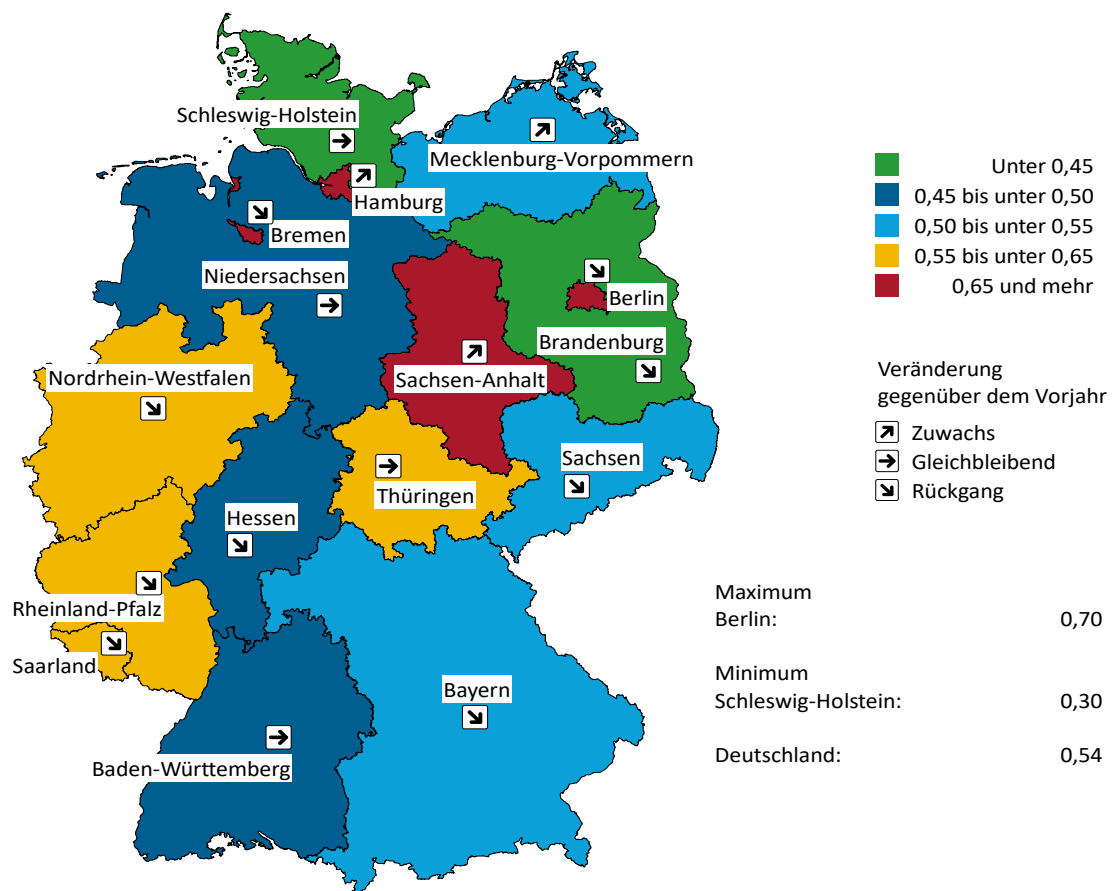 Schleswig-Holstein
Mecklenburg-Vorpommern
Hamburg
Bremen
Niedersachsen
Berlin
Brandenburg
Nordrhein-Westfalen
Sachsen-Anhalt
Sachsen
Thüringen
Hessen
Rheinland-Pfalz
Saarland
Bayern
Baden-Württemberg
Unter 0,45
0,45 bis unter 0,50
0,50 bis unter 0,55
0,55 bis unter 0,65
0,65 und mehr
Veränderung
gegenüber dem Vorjahr
Zuwachs
Gleichbleibend
Rückgang
Maximum
Berlin: 0,70
Minimum
Schleswig-Holstein: 0,30
Deutschland: 0,54